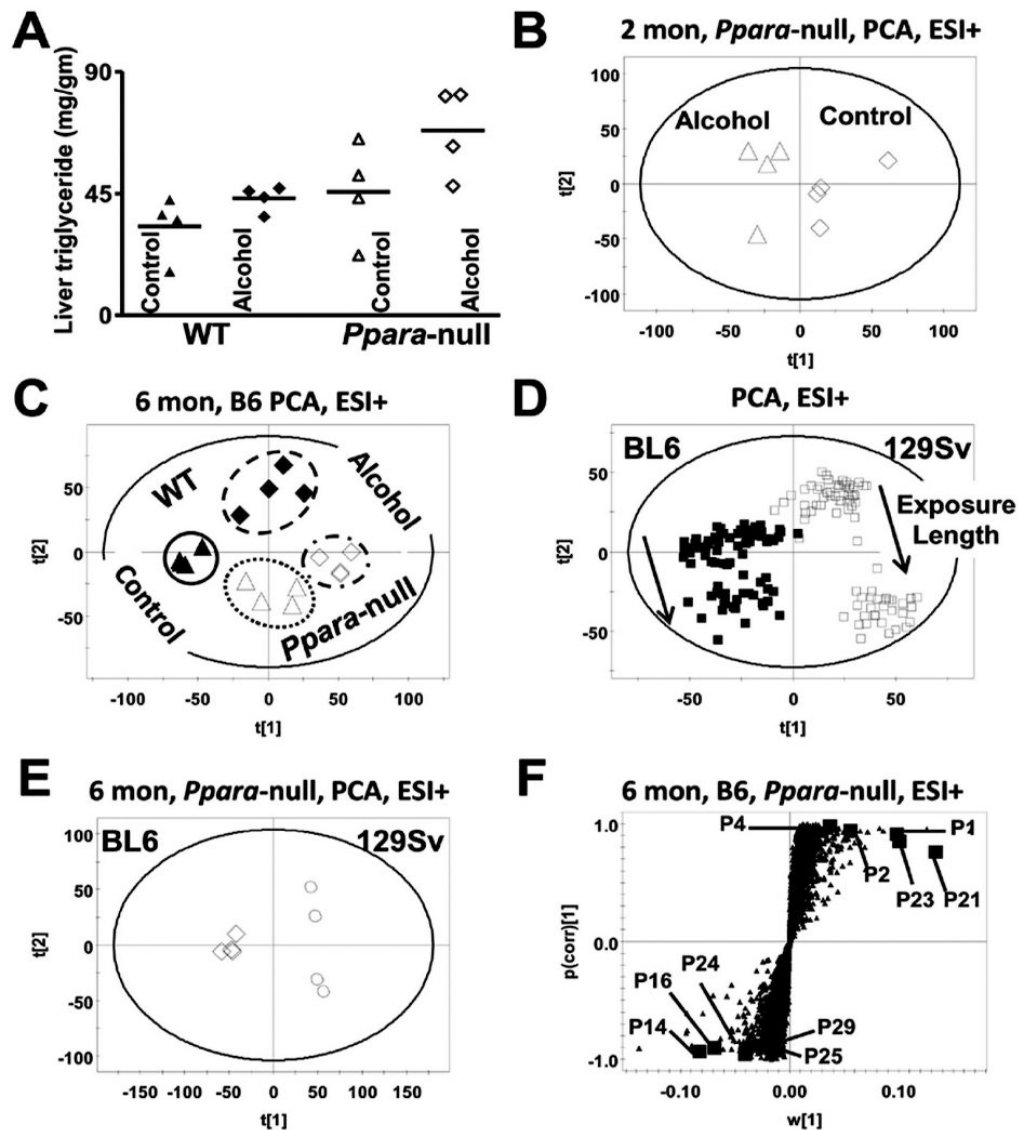 A
Liver triglyceride (mg/gm)
90
45
0
Control
Alcohol
Control
Alcohol
WT
Ppara-null
B
2 mon, Ppara-null, PCA, ESI+
Alcohol
Control
t[2]
100
50
0
-50
-100
-100
-50
0
50
100
t[1]
C
6 mon, B6 PCA, ESI+
WT
Alcohol
Control
Ppara-null
t[2]
50
0
-50
-100
-50
0
50
100
t[1]
D
PCA, ESI+
BL6
129Sv
Exposure
Length
t[2]
50
0
-50
-50
0
50
t[1]
E
6 mon, Ppara-null, PCA, ESI+
BL6
129Sv
t[2]
100
50
0
-50
-100
-150
-100
-50
0
50
100
150
t[1]
F
6 mon, B6, Ppara-null, ESI+
P4
P1
P2
P23
P21
P24
P16
P14
P29
P25
p(corr)[1]
1.0
0.0
-1.0
-0.10
0.00
0.10
w[1]